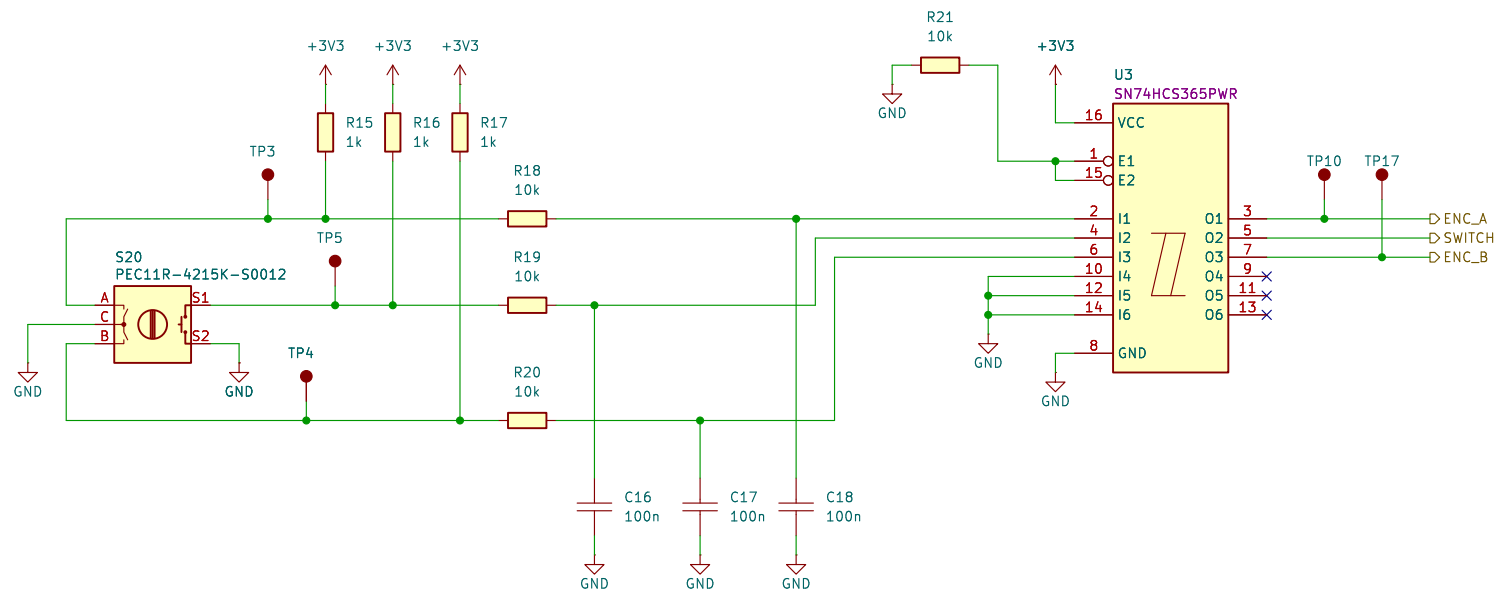 R21
10k
+3V3
+3V3
+3V3
+3V3
GND
U3
SN74HCS365PWR
16
VCC
R15
1k
R16
1k
R17
1k
TP3
1
E1
15
E2
TP10
TP17
R18
10k
2
I1
O1
3
ENC_A
4
I2
O2
5
SWITCH
6
I3
O3
7
ENC_B
10
I4
O4
9
12
I5
O5
11
14
I6
O6
13
8
GND
GND
GND
TP5
R19
10k
S20
PEC11R-4215K-S0012
A
S1
C
B
S2
GND
GND
TP4
R20
10k
C16
100n
C17
100n
C18
100n
GND
GND
GND